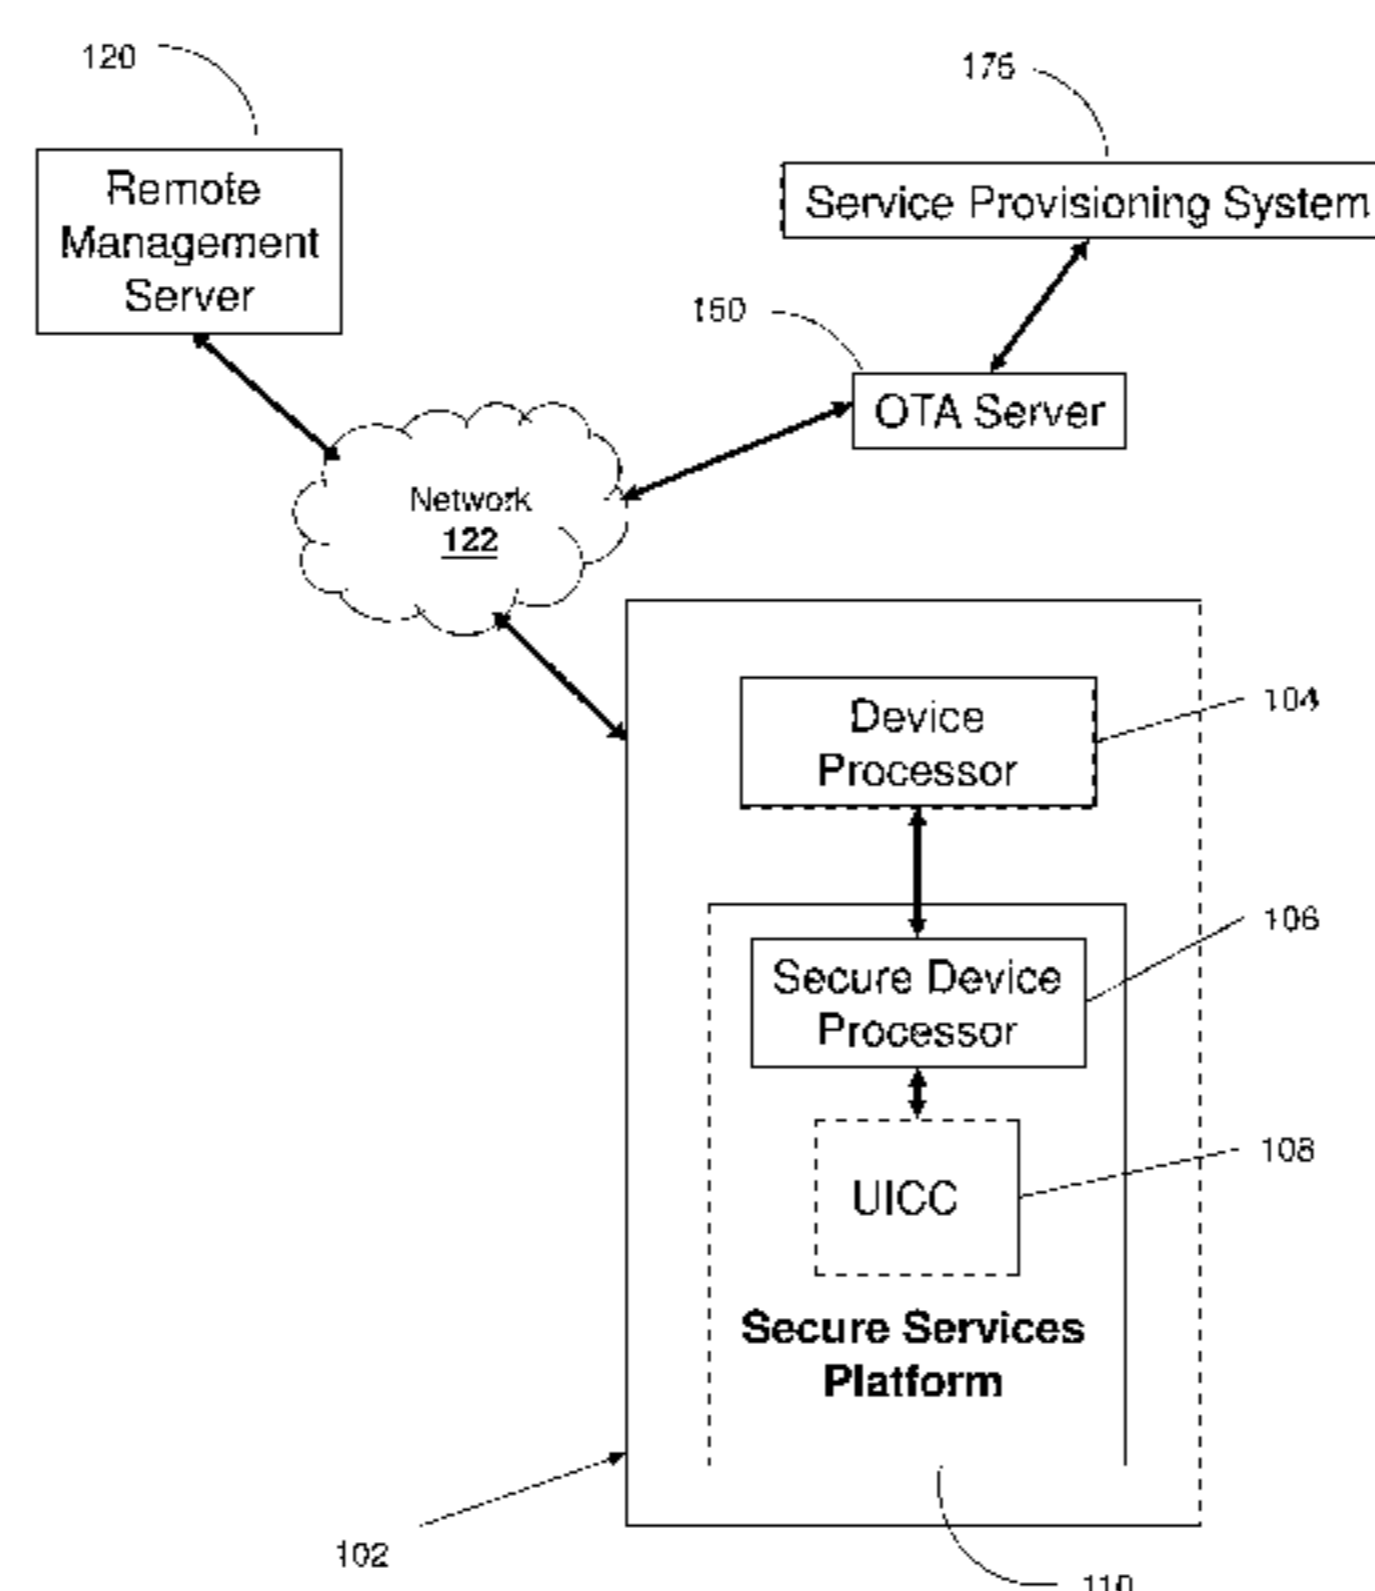 120
175
Remote
Management
Server
Service Provisioning System
150
OTA Server
Network
122
Device
Processor
104
Secure Device
Processor
106
UICC
108
Secure Services
Platform
102
110